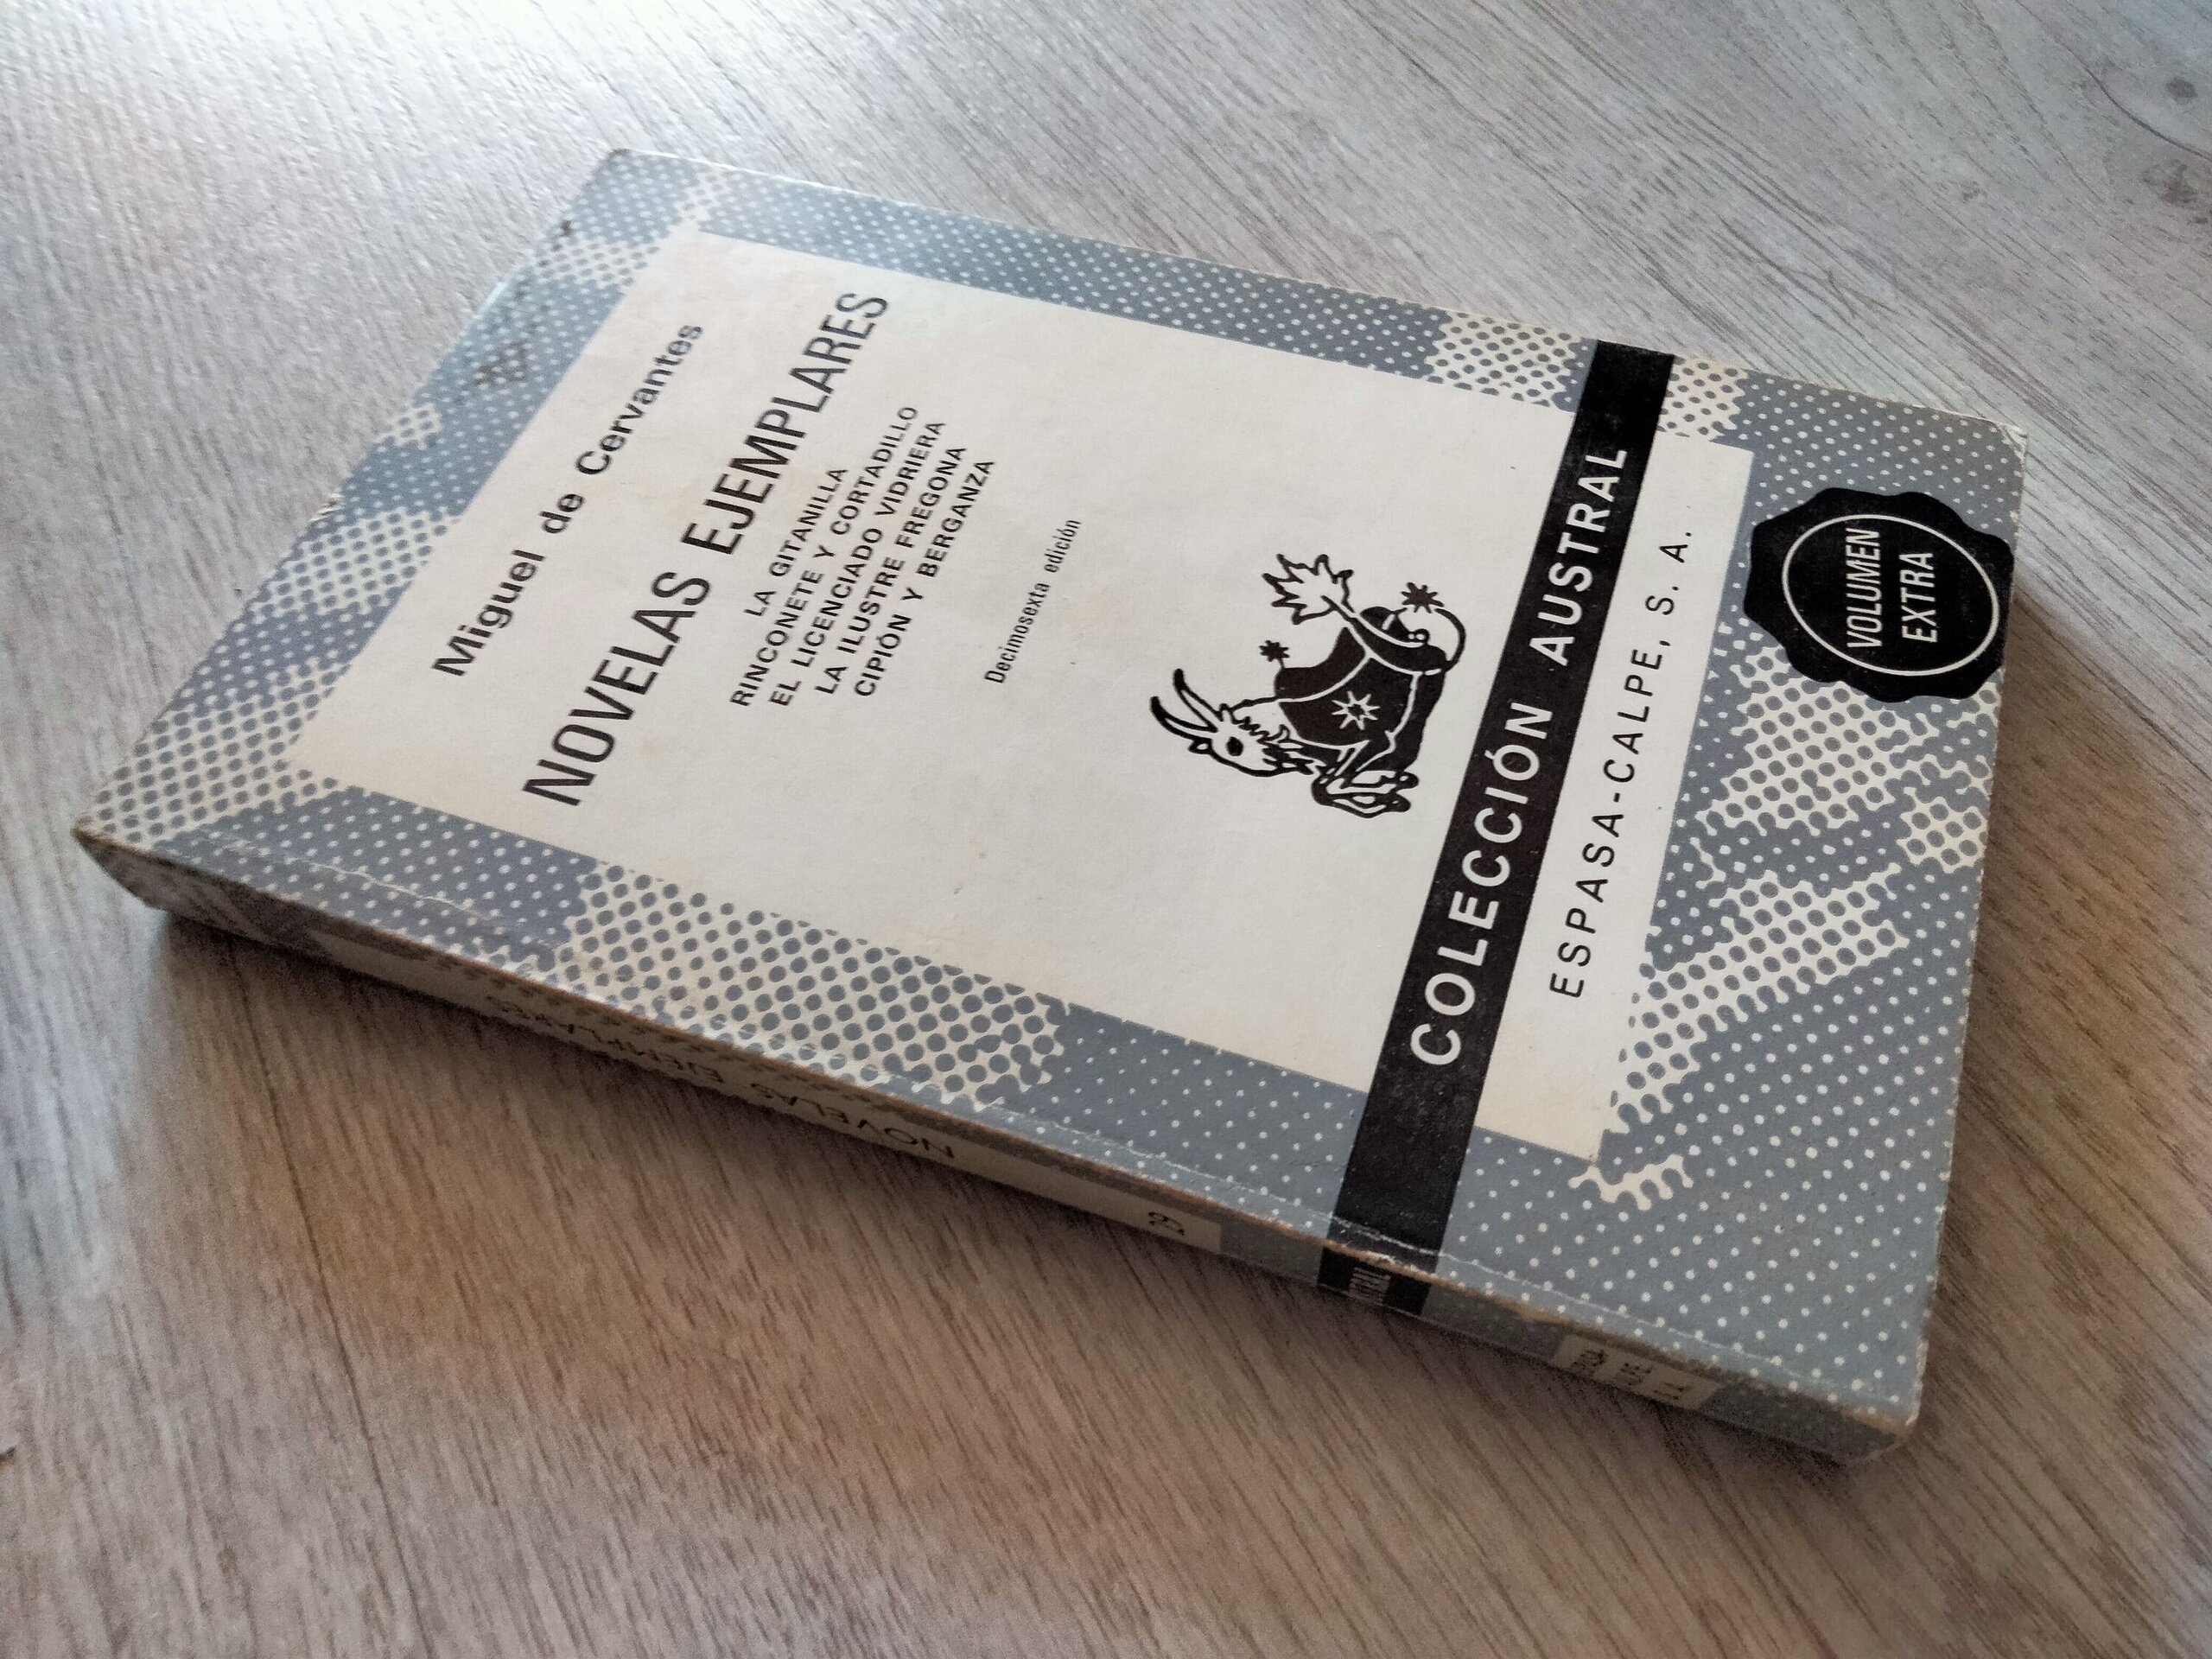 Miguel de Cervantes
NOVELAS EJEMPLARES
LA GITANILLA
RINCONETE Y CORTADILLO
EL LICENCIADO VIDRIERA
LA ILUSTRE FREGONA
CIPIÓN Y BERGANZA
Decimosexta edición
COLECCIÓN AUSTRAL
ESPASA-CALPE, S. A.
VOLUMEN
EXTRA
NOVELAS EJEMPLARES